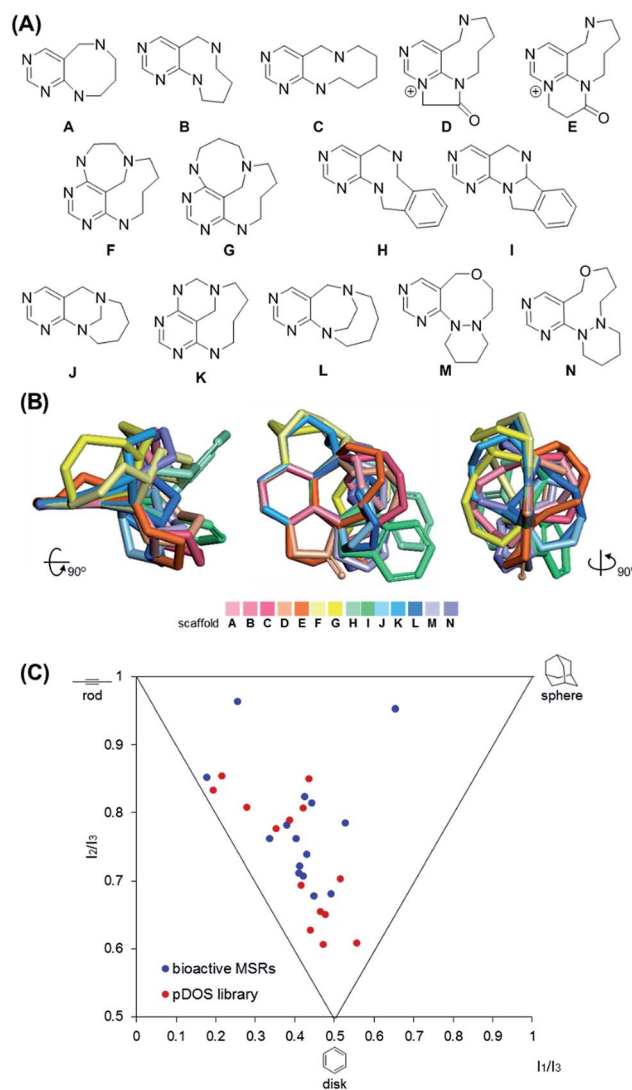 (A)
N N N N
A
N N N N
B
N N N N
C
N N N N + O
D
N N N N + O
E
N N N N N
F
N N N N N
G
N N N N
H
N N N N
I
N N N N
J
N N N N N
K
N N N N
L
O N N N N
M
O N N N N
N
(B)
90°
90°
scaffold A B C D E F G H I J K L M N
(C)
rod
sphere
1
0.9
0.8
I₂/I₃
0.7
0.6
bioactive MSRs
pDOS library
0.5
0 0.1 0.2 0.3 0.4 0.5 0.6 0.7 0.8 0.9 1
disk
I₁/I₃